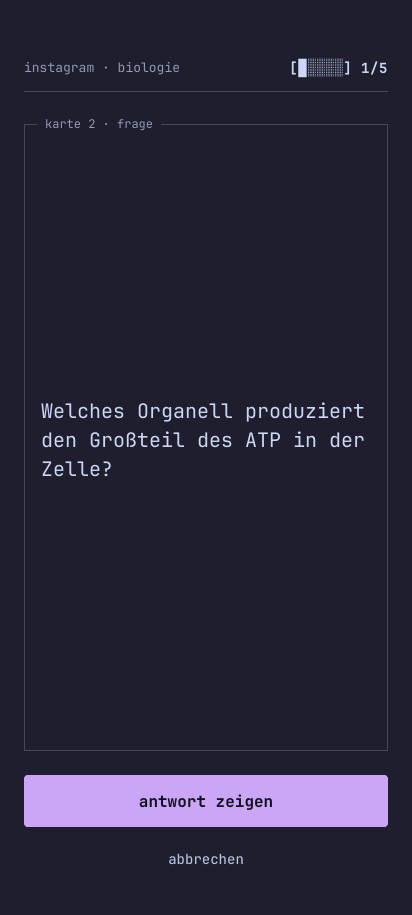 instagram · biologie
[█░░░░] 1/5
karte 2 · frage
Welches Organell produziert
den Großteil des ATP in der
Zelle?
antwort zeigen
abbrechen